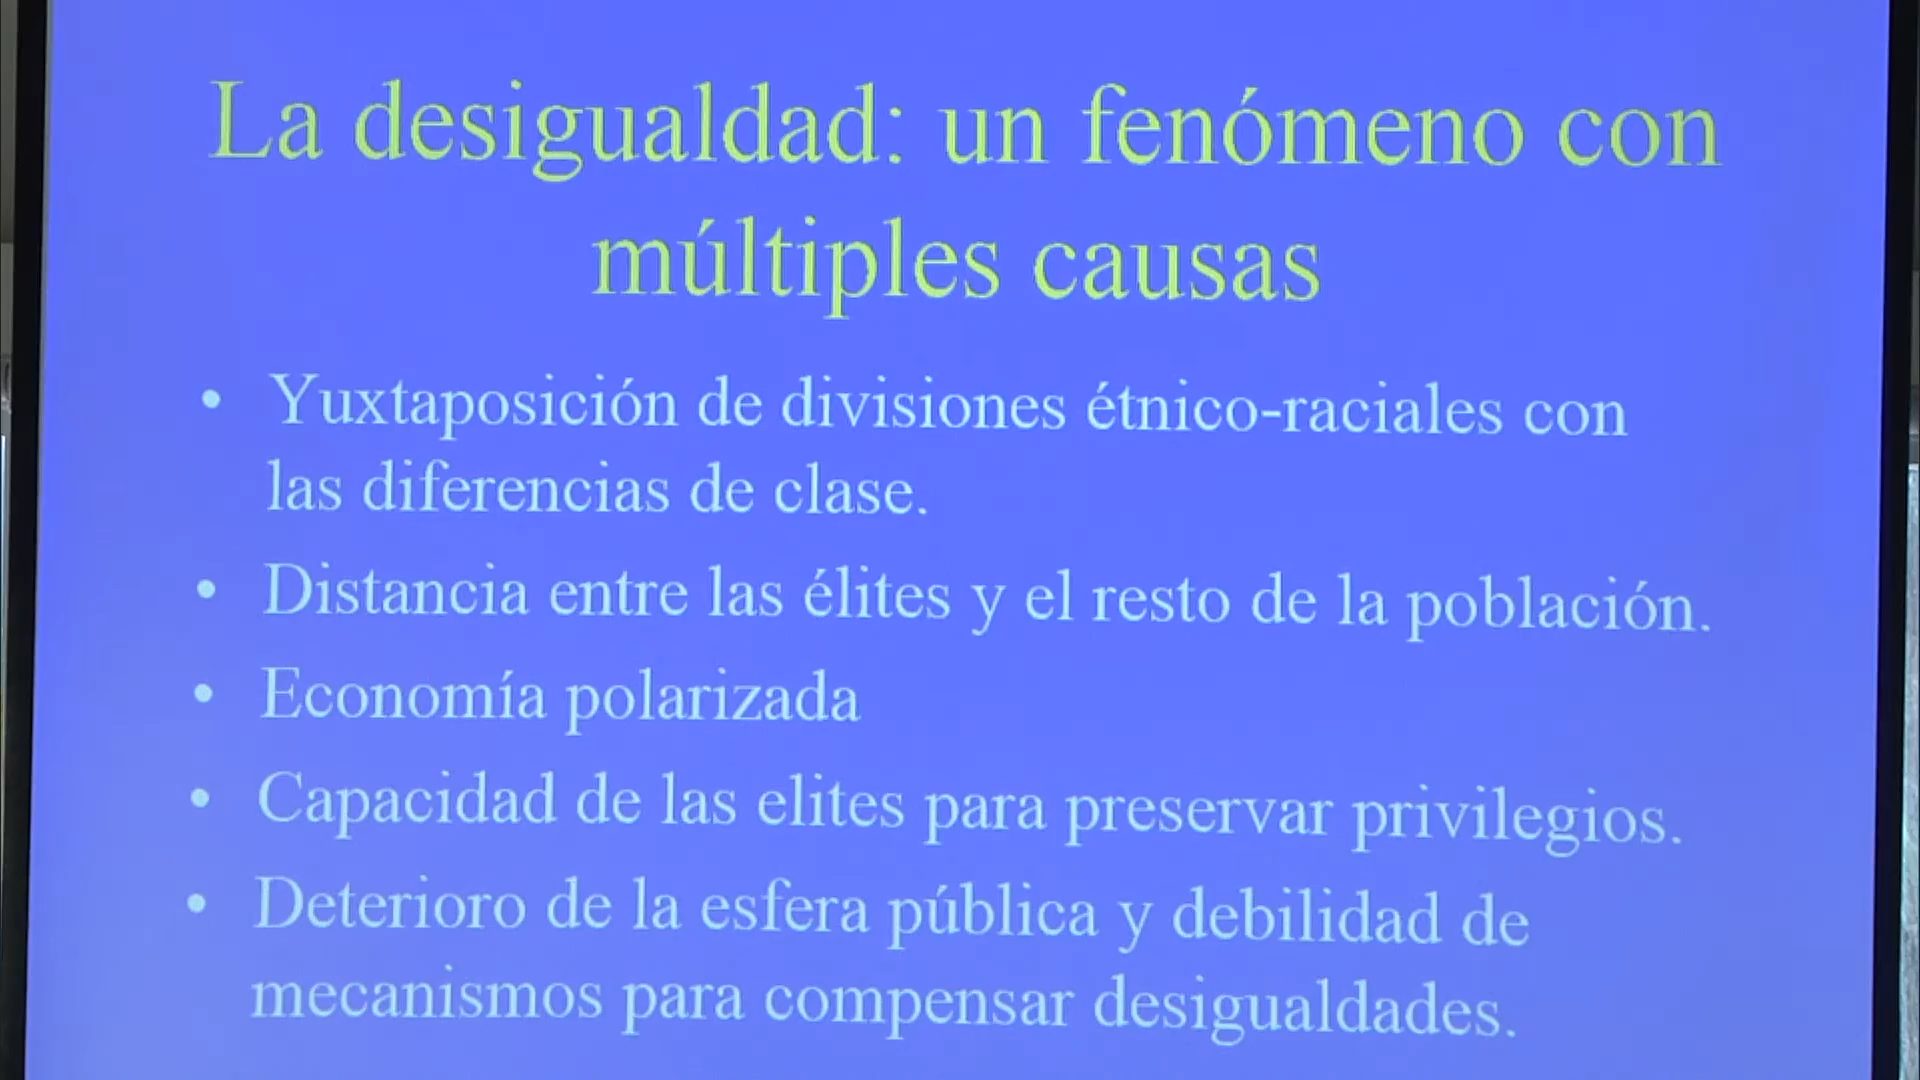 La desigualdad: un fenómeno con
múltiples causas
• Yuxtaposición de divisiones étnico-raciales con
las diferencias de clase.
• Distancia entre las élites y el resto de la población.
• Economía polarizada
• Capacidad de las elites para preservar privilegios.
• Deterioro de la esfera pública y debilidad de
mecanismos para compensar desigualdades.